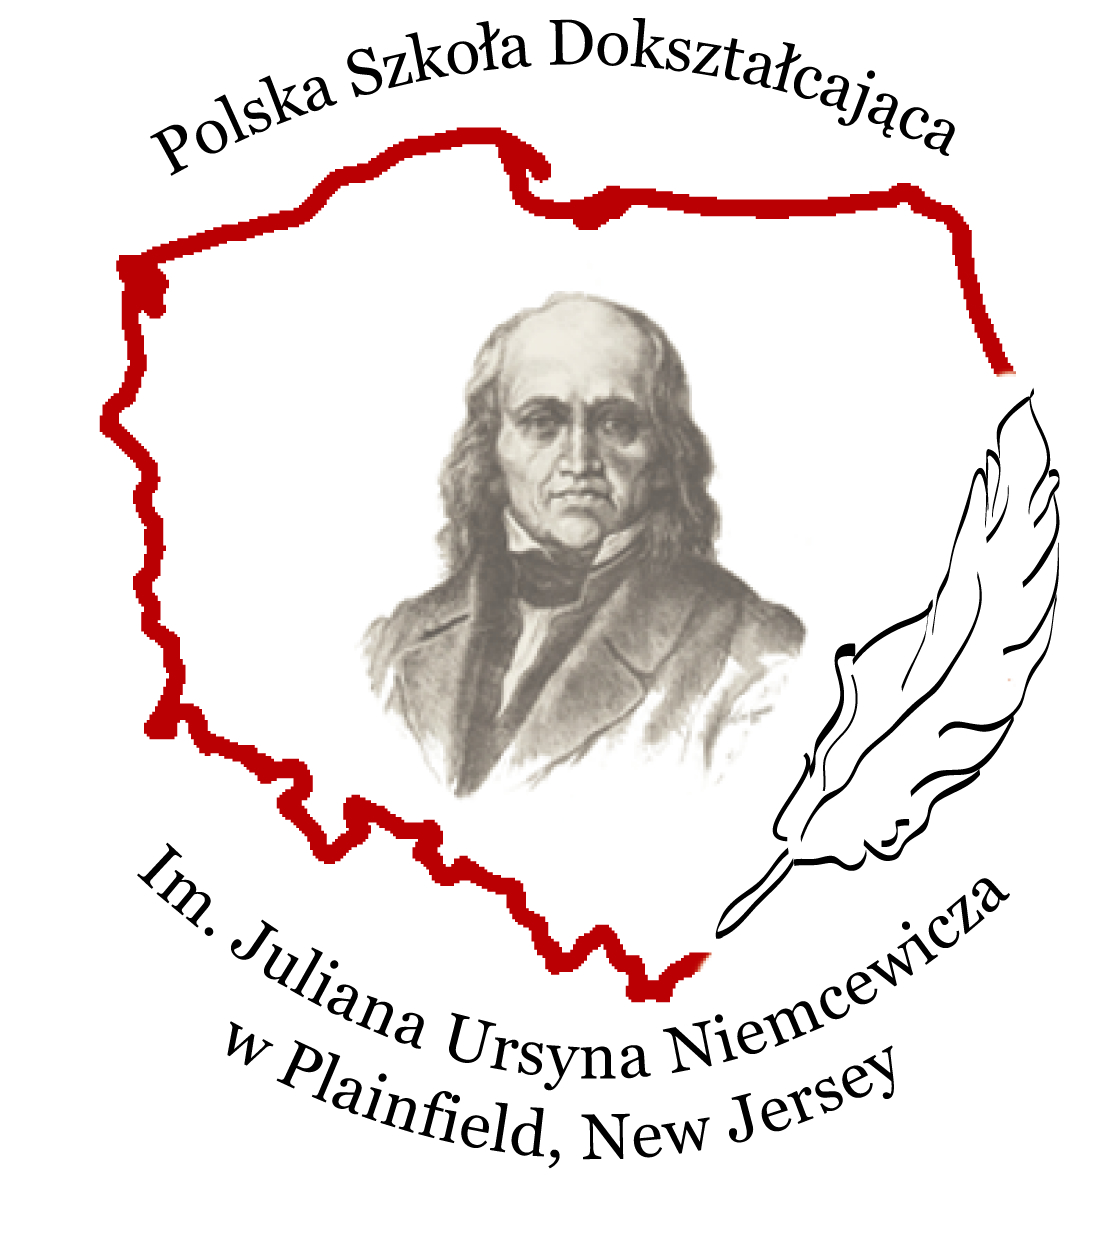 Polska Szkoła Dokształcająca
Im. Juliana Ursyna Niemcewicza
w Plainfield, New Jersey